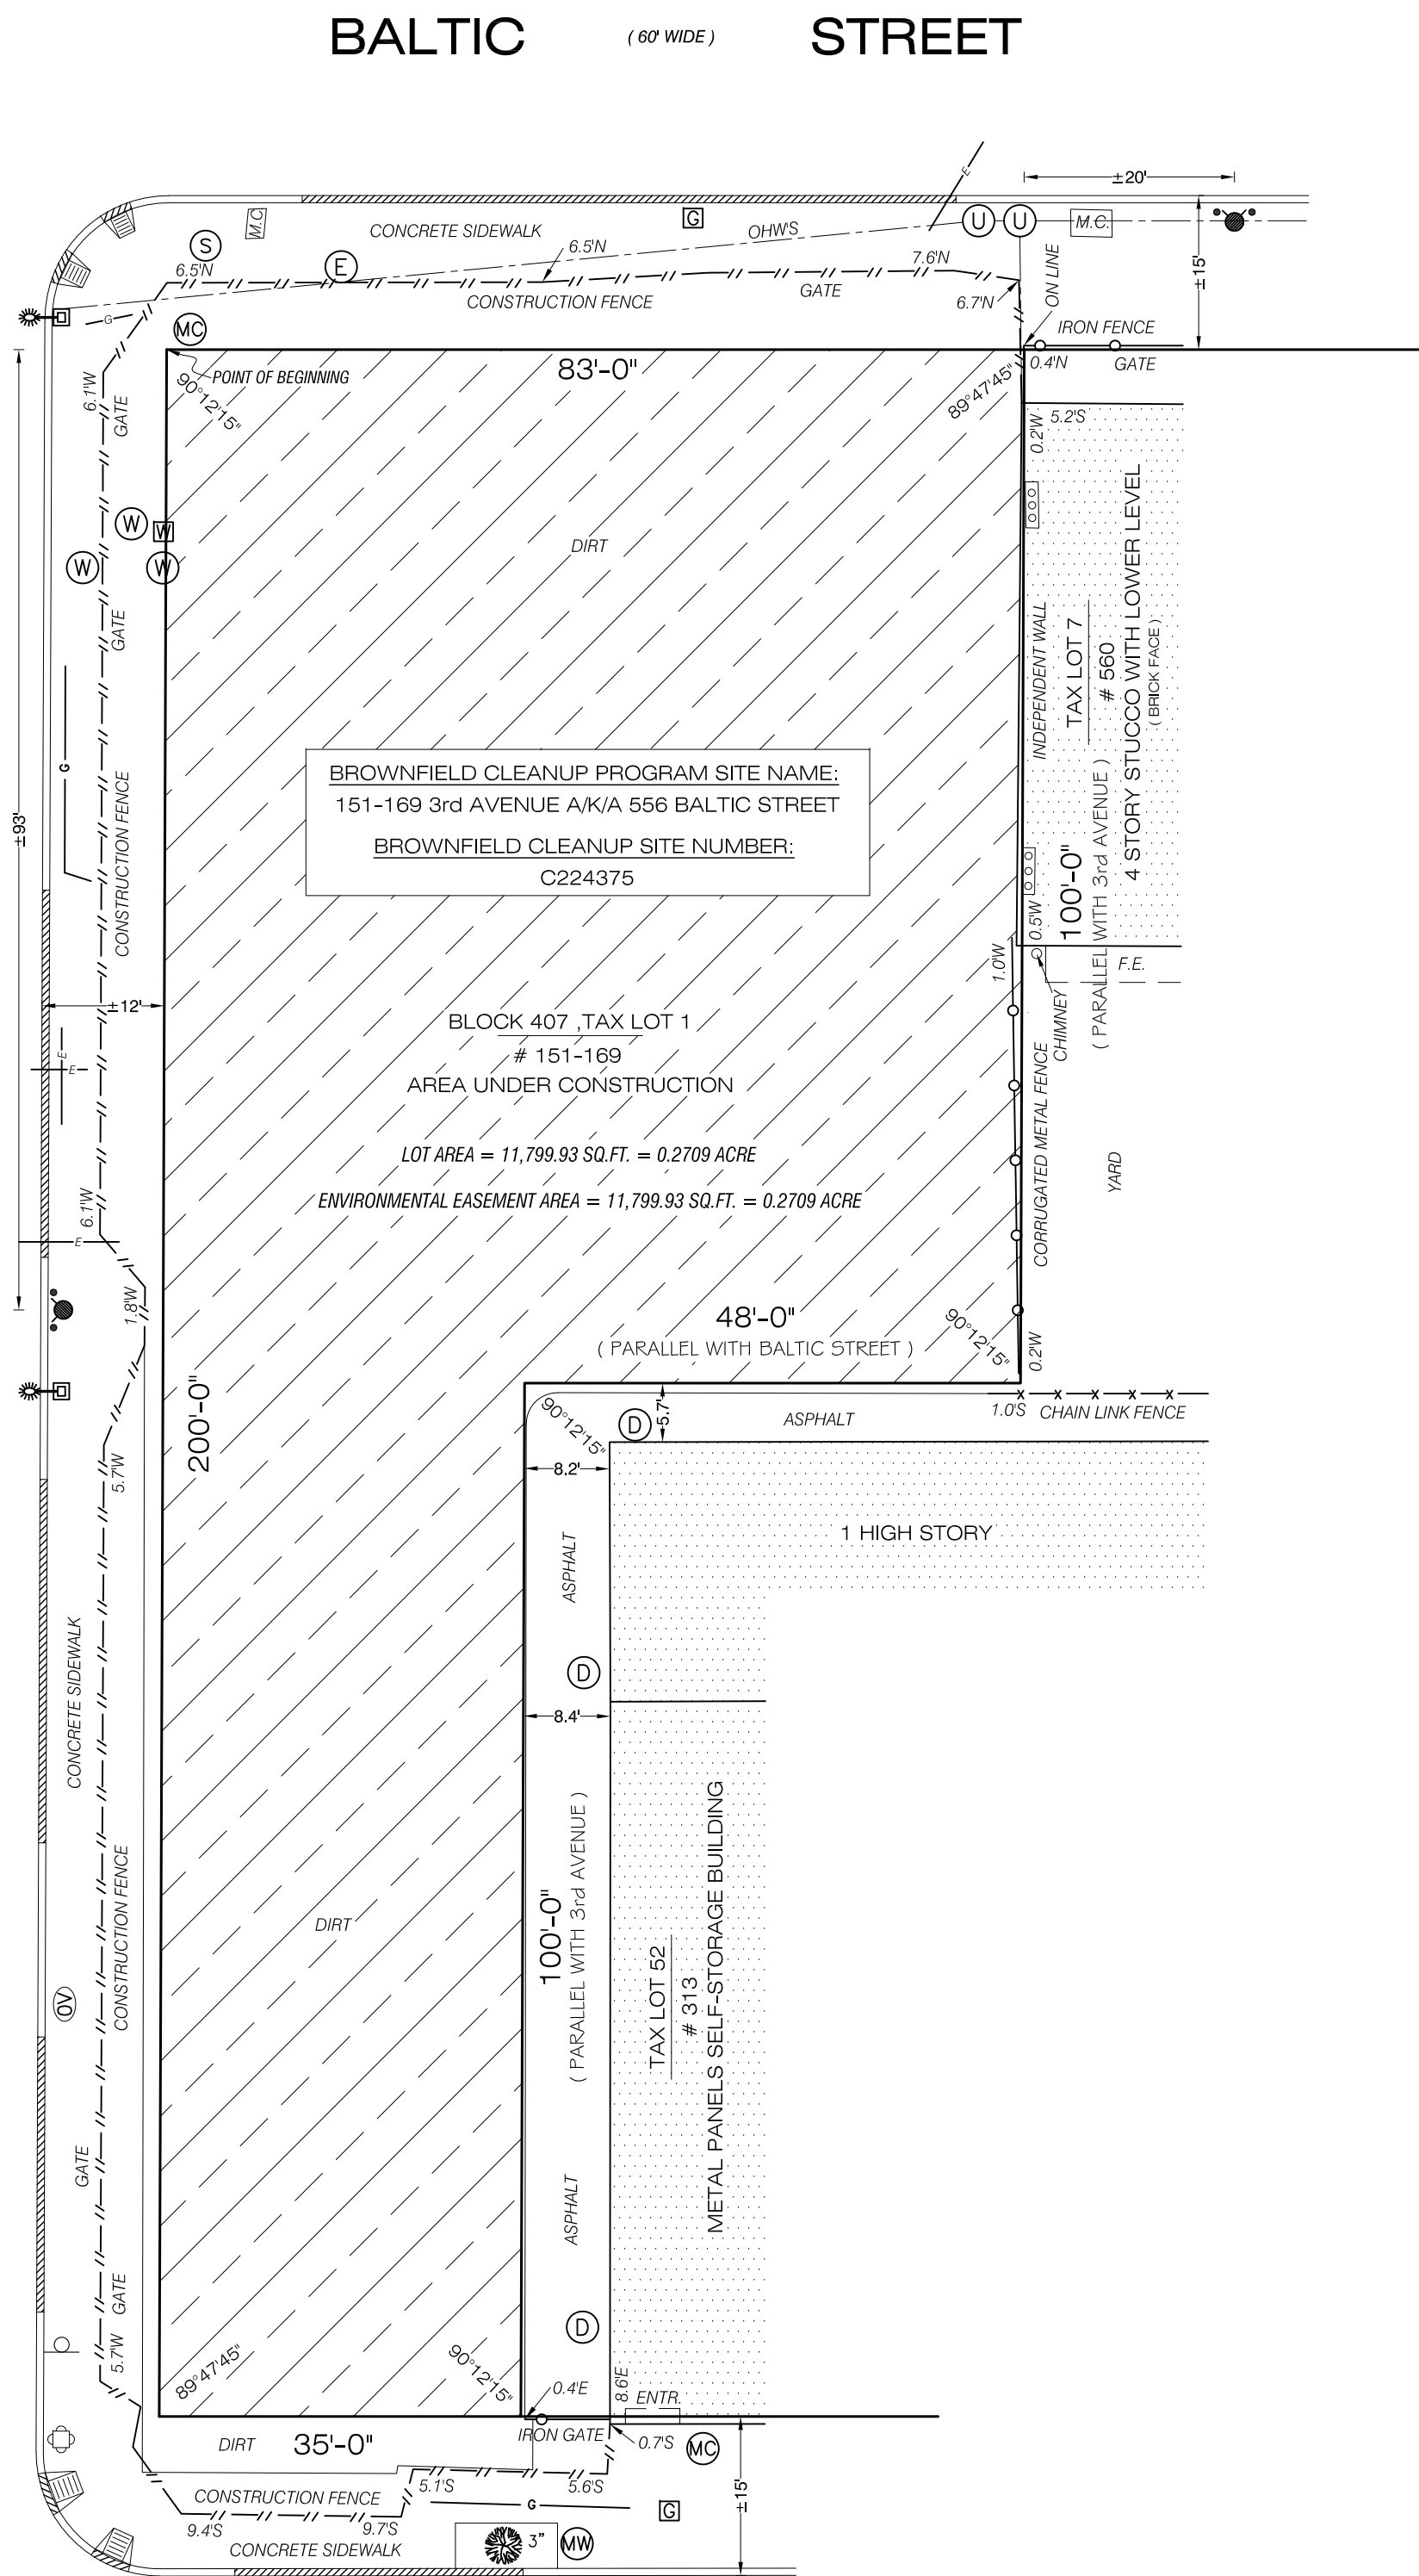 BALTIC ( 60' WIDE ) STREET
±20'
U U M.C.
E
M.C.
G
CONCRETE SIDEWALK
OHW'S
S
E
6.5'N
6.5'N
7.6'N
CONSTRUCTION FENCE
GATE
6.7'N
ON LINE
±15'
G
MC
IRON FENCE
0.4'N
GATE
POINT OF BEGINNING
83'-0"
90°12'15"
89°47'45"
6.1'W
GATE
0.2'W
5.2'S
W
W
W
W
DIRT
GATE
G
CONSTRUCTION FENCE
±93'
INDEPENDENT WALL
TAX LOT 7
# 560
4 STORY STUCCO WITH LOWER LEVEL
( BRICK FACE )
BROWNFIELD CLEANUP PROGRAM SITE NAME:
151-169 3rd AVENUE A/K/A 556 BALTIC STREET
BROWNFIELD CLEANUP SITE NUMBER:
C224375
100'-0"
( PARALLEL WITH 3rd AVENUE )
0.5'W
1.0'W
F.E.
CHIMNEY
±12'
E
E
BLOCK 407 ,TAX LOT 1
# 151-169
AREA UNDER CONSTRUCTION
CORRUGATED METAL FENCE
YARD
LOT AREA = 11,799.93 SQ.FT. = 0.2709 ACRE
ENVIRONMENTAL EASEMENT AREA = 11,799.93 SQ.FT. = 0.2709 ACRE
6.1'W
E
1.8'W
48'-0"
( PARALLEL WITH BALTIC STREET )
90°12'15"
0.2'W
200'-0"
90°12'15"
D
5.7'
ASPHALT
1.0'S
CHAIN LINK FENCE
5.7'W
8.2'
1 HIGH STORY
ASPHALT
CONCRETE SIDEWALK
D
8.4'
CONSTRUCTION FENCE
DIRT
100'-0"
( PARALLEL WITH 3rd AVENUE )
TAX LOT 52
# 313
METAL PANELS SELF-STORAGE BUILDING
OV
GATE
ASPHALT
GATE
D
5.7'W
89°47'45"
90°12'15"
0.4'E
8.6'E
ENTR.
DIRT
35'-0"
IRON GATE
0.7'S
MC
5.1'S
5.6'S
CONSTRUCTION FENCE
G
G
±15'
9.4'S
9.7'S
CONCRETE SIDEWALK
3"
MW